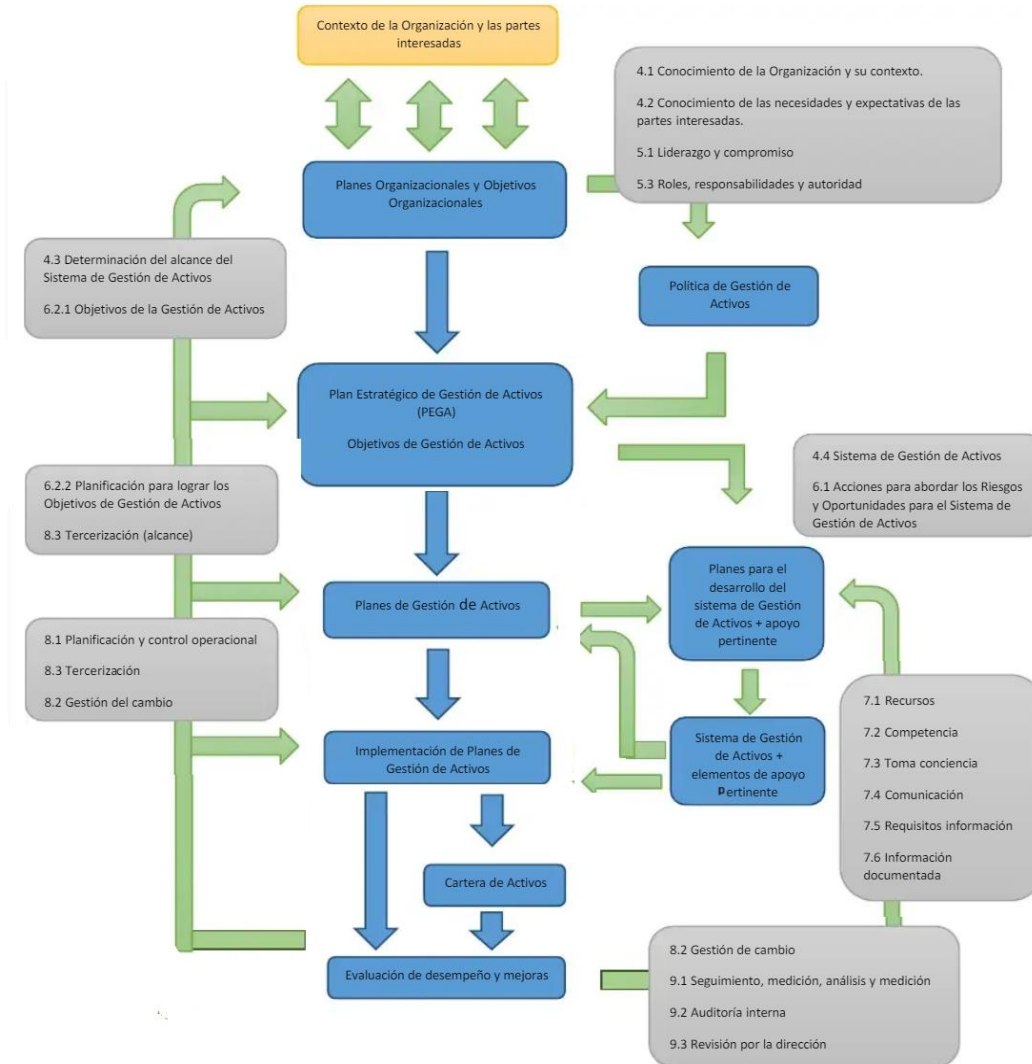 Contexto de la Organización y las partes
interesadas
4.1 Conocimiento de la Organización y su contexto.
4.2 Conocimiento de las necesidades y expectativas de las
partes interesadas.
5.1 Liderazgo y compromiso
5.3 Roles, responsabilidades y autoridad
Planes Organizacionales y Objetivos
Organizacionales
4.3 Determinación del alcance del
Sistema de Gestión de Activos
6.2.1 Objetivos de la Gestión de Activos
Política de Gestión de
Activos
Plan Estratégico de Gestión de Activos
(PEGA)
Objetivos de Gestión de Activos
4.4 Sistema de Gestión de Activos
6.1 Acciones para abordar los Riesgos
y Oportunidades para el Sistema de
Gestión de Activos
6.2.2 Planificación para lograr los
Objetivos de Gestión de Activos
8.3 Tercerización (alcance)
Planes de Gestión de Activos
Planes para el
desarrollo del
sistema de Gestión
de Activos + apoyo
pertinente
8.1 Planificación y control operacional
8.3 Tercerización
8.2 Gestión del cambio
Implementación de Planes de
Gestión de Activos
Sistema de Gestión
de Activos +
elementos de apoyo
Pertinente
7.1 Recursos
7.2 Competencia
7.3 Toma conciencia
7.4 Comunicación
7.5 Requisitos información
7.6 Información
documentada
Cartera de Activos
Evaluación de desempeño y mejoras
8.2 Gestión de cambio
9.1 Seguimiento, medición, análisis y medición
9.2 Auditoría interna
9.3 Revisión por la dirección